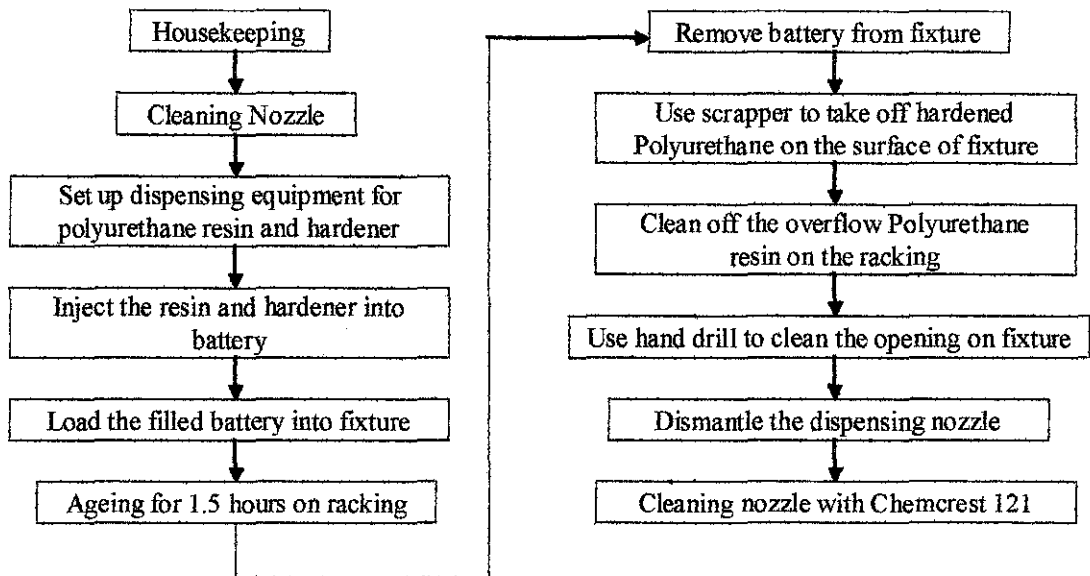 Housekeeping
Cleaning Nozzle
Set up dispensing equipment for
polyurethane resin and hardener
Inject the resin and hardener into
battery
Load the filled battery into fixture
Ageing for 1.5 hours on racking
Remove battery from fixture
Use scrapper to take off hardened
Polyurethane on the surface of fixture
Clean off the overflow Polyurethane
resin on the racking
Use hand drill to clean the opening on fixture
Dismantle the dispensing nozzle
Cleaning nozzle with Chemcrest 121